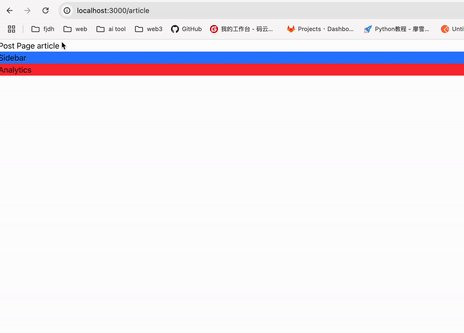 localhost:3000/article
fjdh web ai tool web3 GitHub 我的工作台 - 码云... Projects - Dashbo... Python教程 - 廖雪... Unti
Post Page article
Sidebar
Analytics